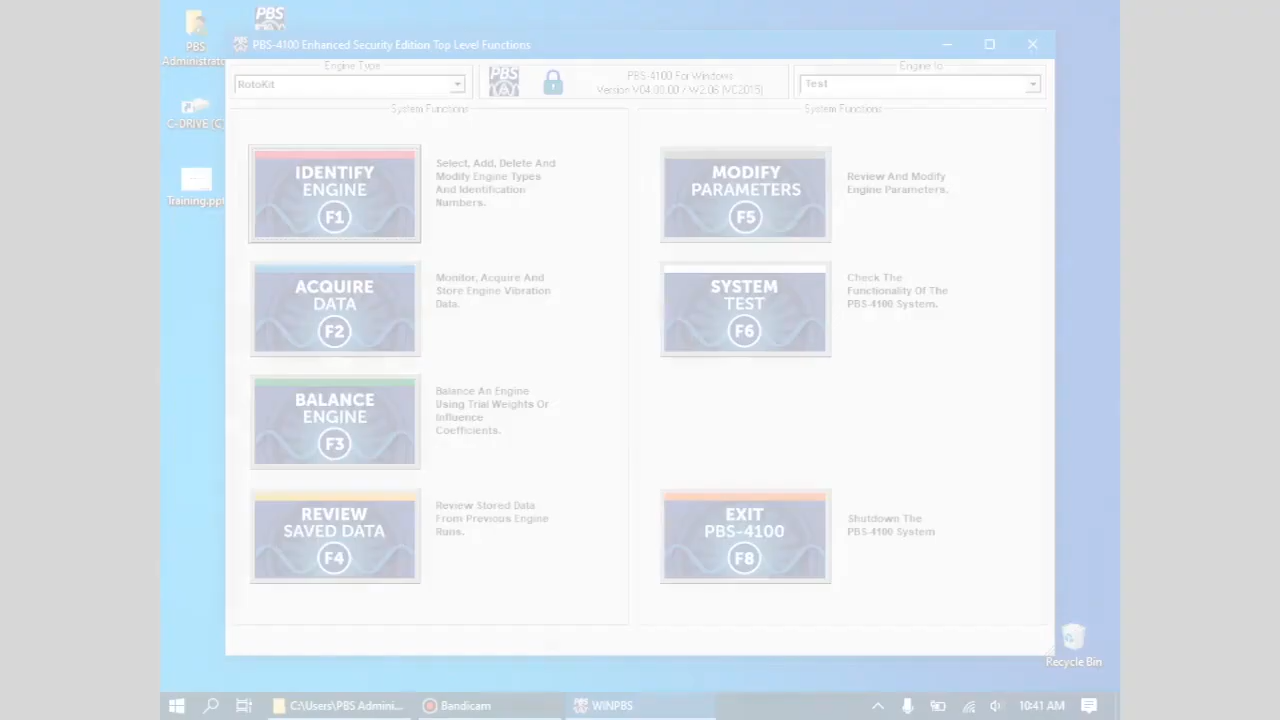 PBS
PBS
Administrato
C-DRIVE (C
Training.ppt
PBS-4100 Enhanced Security Edition Top Level Functions
Engine Type
RotoKit
PBS
PBS-4100 For Windows
Version V04.00.00 / W2.06 [VC2015]
Engine Id
Test
System Functions
System Functions
IDENTIFY
ENGINE
F1
Select, Add, Delete And
Modify Engine Types
And Identification
Numbers.
ACQUIRE
DATA
F2
Monitor, Acquire And
Store Engine Vibration
Data.
BALANCE
ENGINE
F3
Balance An Engine
Using Trial Weights Or
Influence
Coefficients.
REVIEW
SAVED DATA
F4
Review Stored Data
From Previous Engine
Runs.
MODIFY
PARAMETERS
F5
Review And Modify
Engine Parameters.
SYSTEM
TEST
F6
Check The
Functionality Of The
PBS-4100 System.
EXIT
PBS-4100
F8
Shutdown The
PBS-4100 System
Recycle Bin
C:\Users\PBS Admini...
Bandicam
WINPBS
10:41 AM